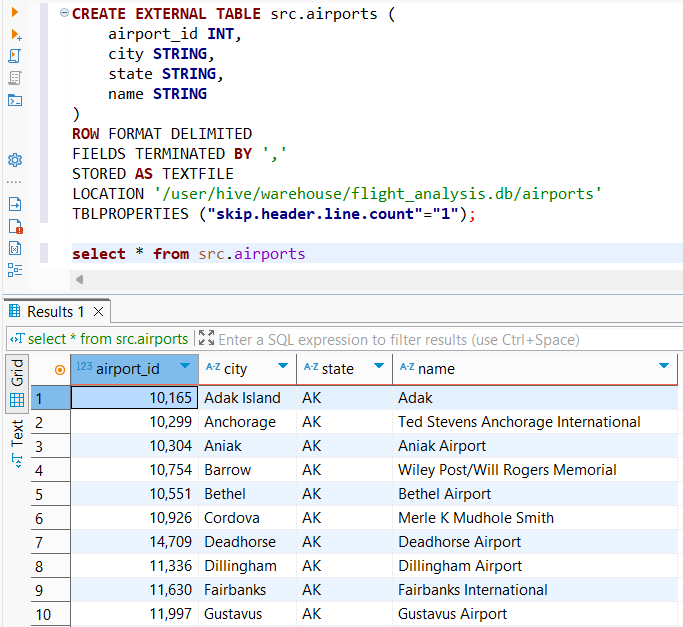 CREATE EXTERNAL TABLE src.airports (
    airport_id INT,
    city STRING,
    state STRING,
    name STRING
)
ROW FORMAT DELIMITED
FIELDS TERMINATED BY ','
STORED AS TEXTFILE
LOCATION '/user/hive/warehouse/flight_analysis.db/airports'
TBLPROPERTIES ("skip.header.line.count"="1");
select * from src.airports
Results 1
select * from src.airports Enter a SQL expression to filter results (use Ctrl+Space)
Grid
Text
123 airport_id A-Z city A-Z state A-Z name
1 10,165 Adak Island AK Adak
2 10,299 Anchorage AK Ted Stevens Anchorage International
3 10,304 Aniak AK Aniak Airport
4 10,754 Barrow AK Wiley Post/Will Rogers Memorial
5 10,551 Bethel AK Bethel Airport
6 10,926 Cordova AK Merle K Mudhole Smith
7 14,709 Deadhorse AK Deadhorse Airport
8 11,336 Dillingham AK Dillingham Airport
9 11,630 Fairbanks AK Fairbanks International
10 11,997 Gustavus AK Gustavus Airport